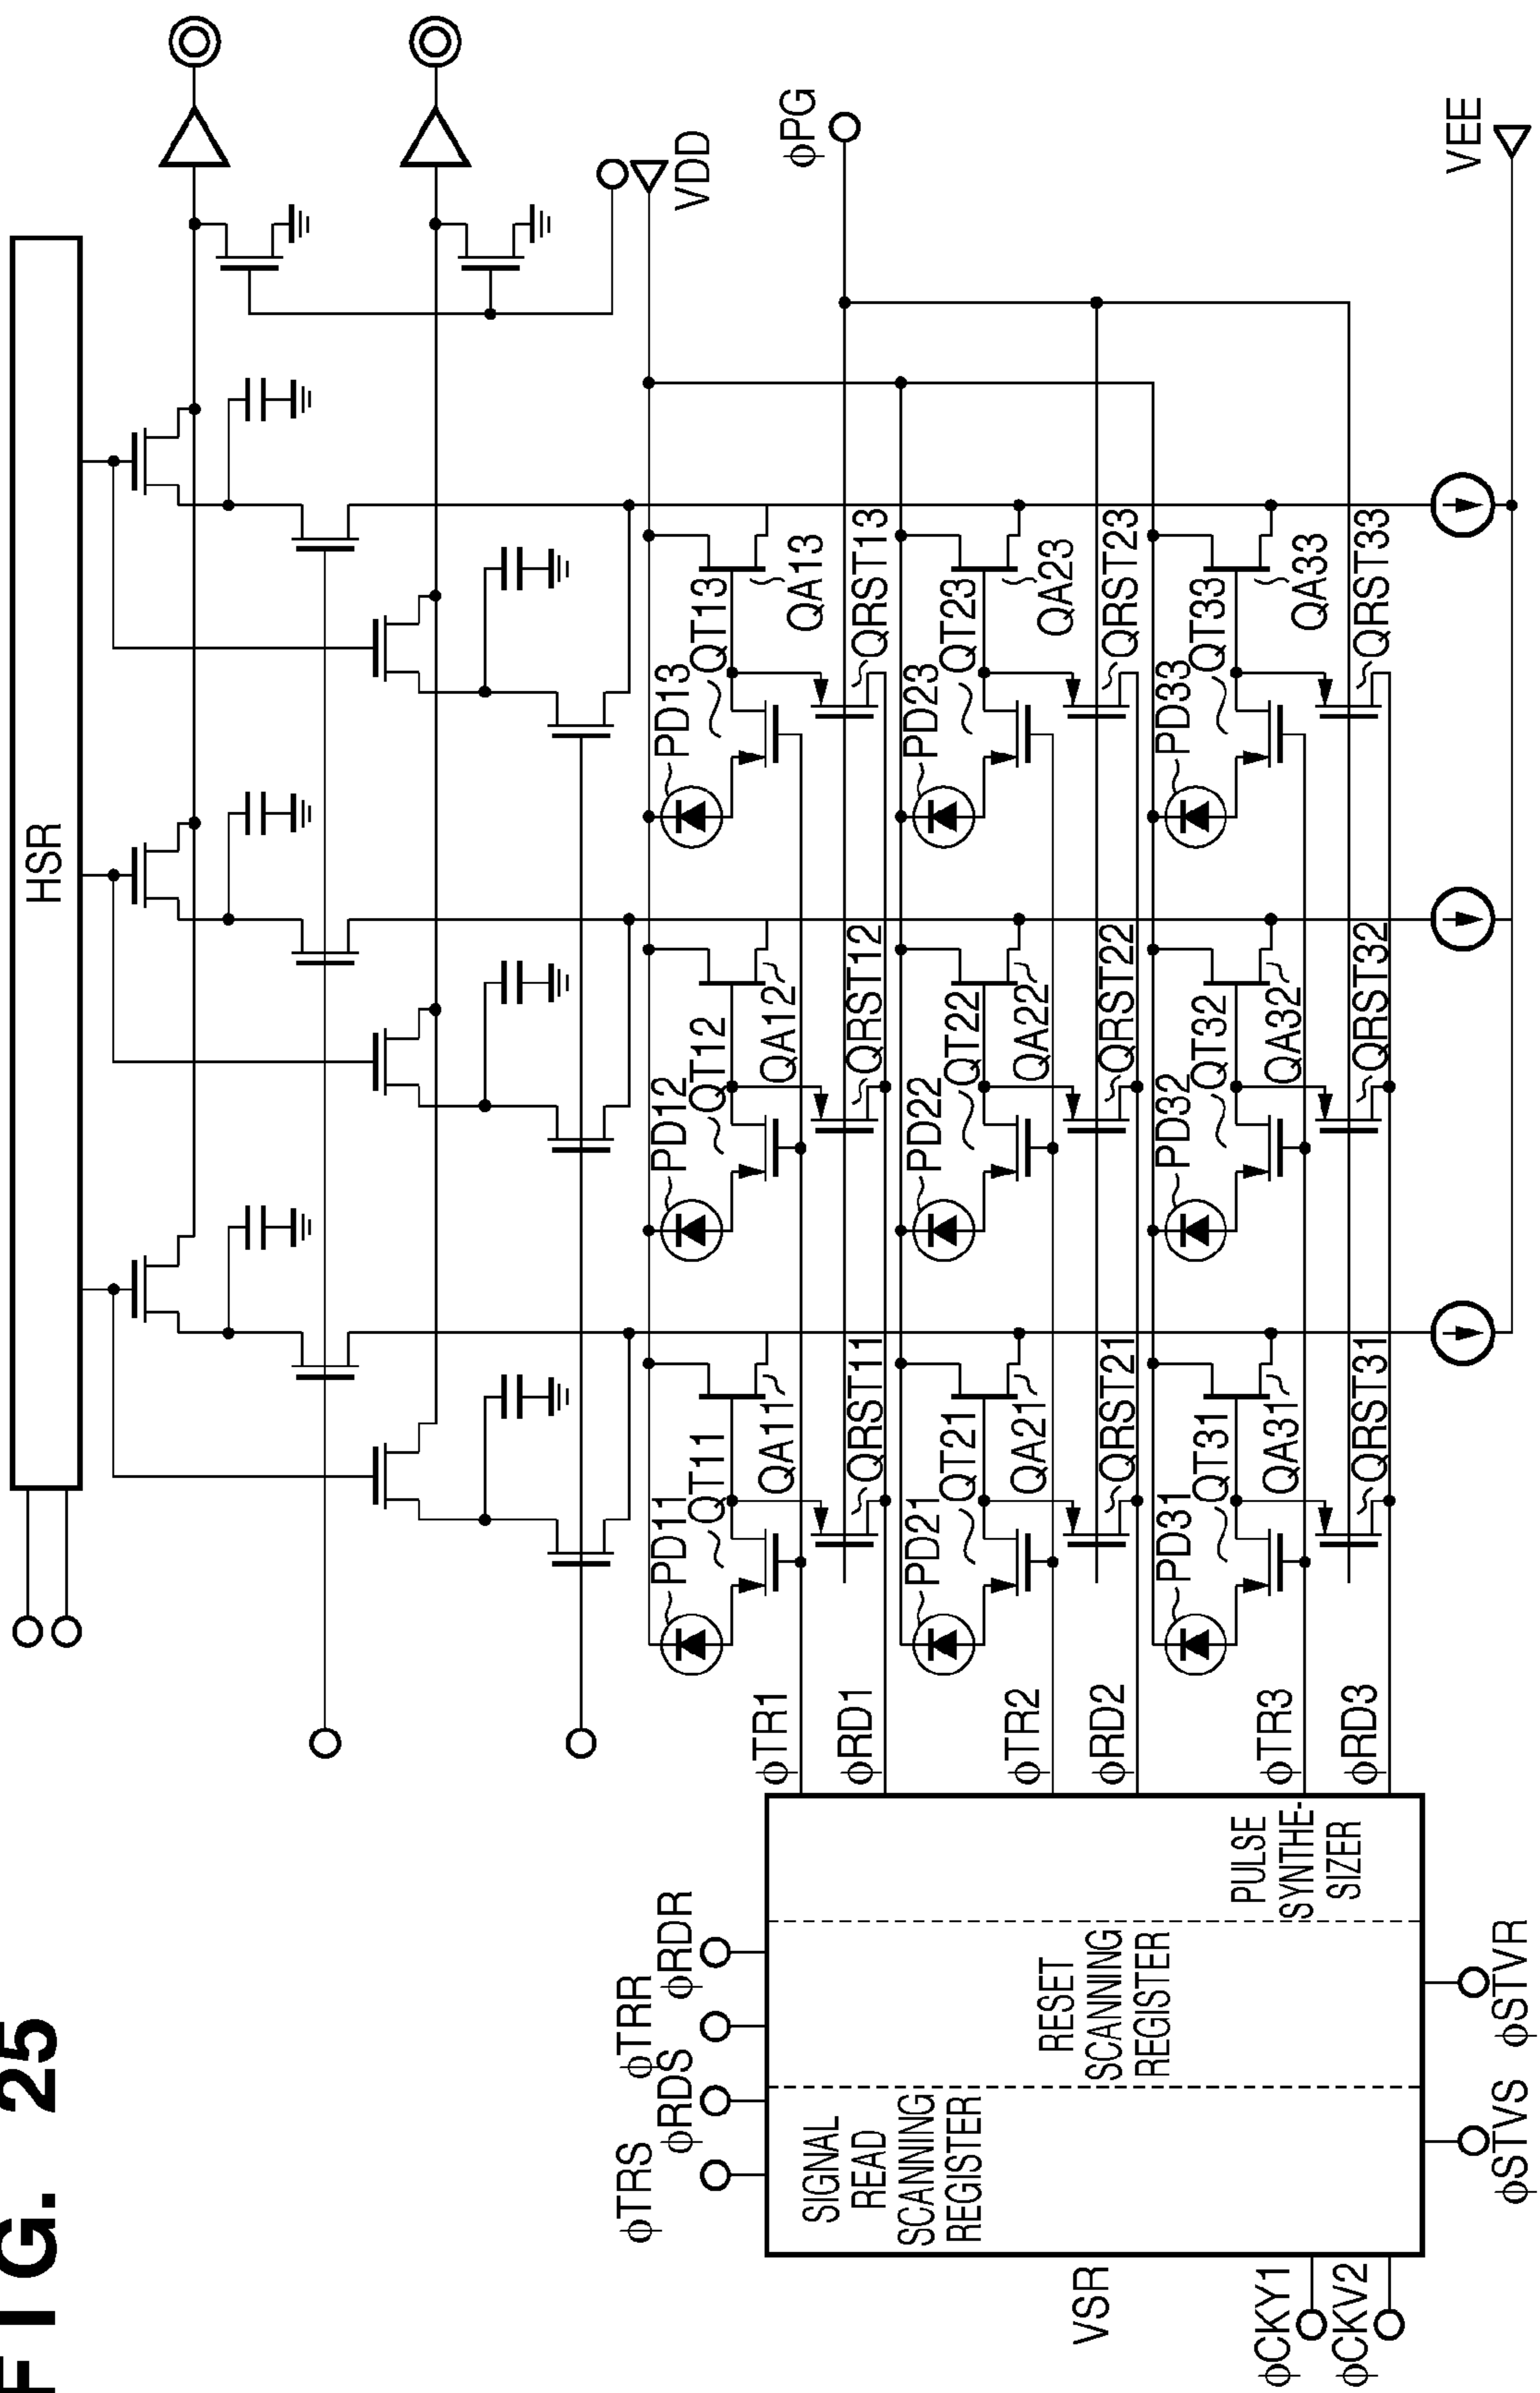 FIG. 25
HSR
VDD
ϕPG
VEE
PD11
QT11
QA11
QRST11
PD12
QT12
QA12
QRST12
PD13
QT13
QA13
QRST13
PD21
QT21
QA21
QRST21
PD22
QT22
QA22
QRST22
PD23
QT23
QA23
QRST23
PD31
QT31
QA31
QRST31
PD32
QT32
QA32
QRST32
PD33
QT33
QA33
QRST33
ϕTR1
ϕRD1
ϕTR2
ϕRD2
ϕTR3
ϕRD3
ϕTRS
ϕRDS
ϕTRR
ϕRDR
SIGNAL
READ
SCANNING
REGISTER
RESET
SCANNING
REGISTER
PULSE
SYNTHE-
SIZER
VSR
ϕCKY1
ϕCKV2
ϕSTVS
ϕSTVR